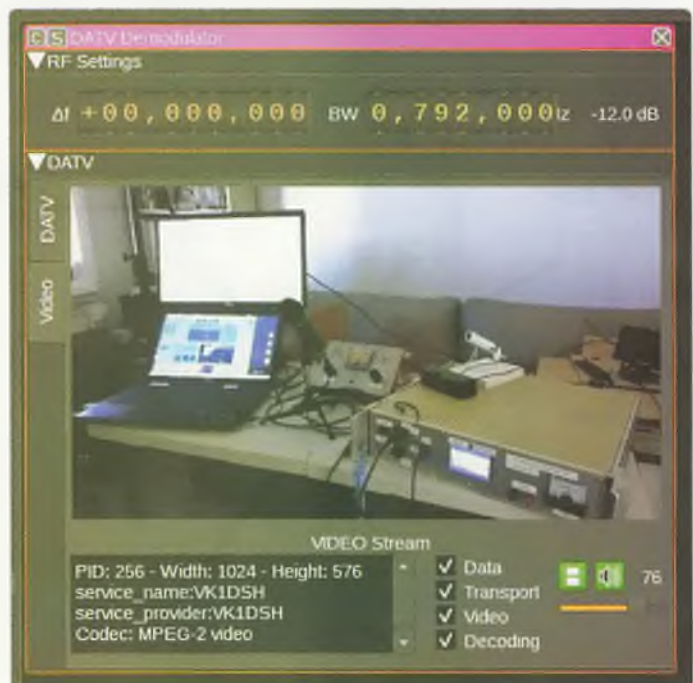 C S DATV Demodulator
RF Settings
Δf +00,000,000 BW 0,792,000 Hz -12.0 dB
DATV
DATV
Video
VIDEO Stream
PID: 256 - Width: 1024 - Height: 576
service_name:VK1DSH
service_provider:VK1DSH
Codec: MPEG-2 video
Data
Transport
Video
Decoding
76